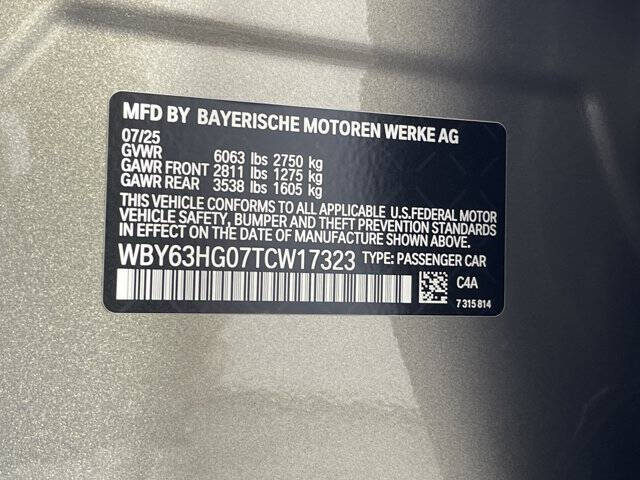 MFD BY BAYERISCHE MOTOREN WERKE AG
07/25
GVWR 6063 lbs 2750 kg
GAWR FRONT 2811 lbs 1275 kg
GAWR REAR 3538 lbs 1605 kg
THIS VEHICLE CONFORMS TO ALL APPLICABLE U.S.FEDERAL MOTOR
VEHICLE SAFETY, BUMPER AND THEFT PREVENTION STANDARDS
IN EFFECT ON THE DATE OF MANUFACTURE SHOWN ABOVE.
WBY63HG07TCW17323 TYPE: PASSENGER CAR
C4A
7 315 814